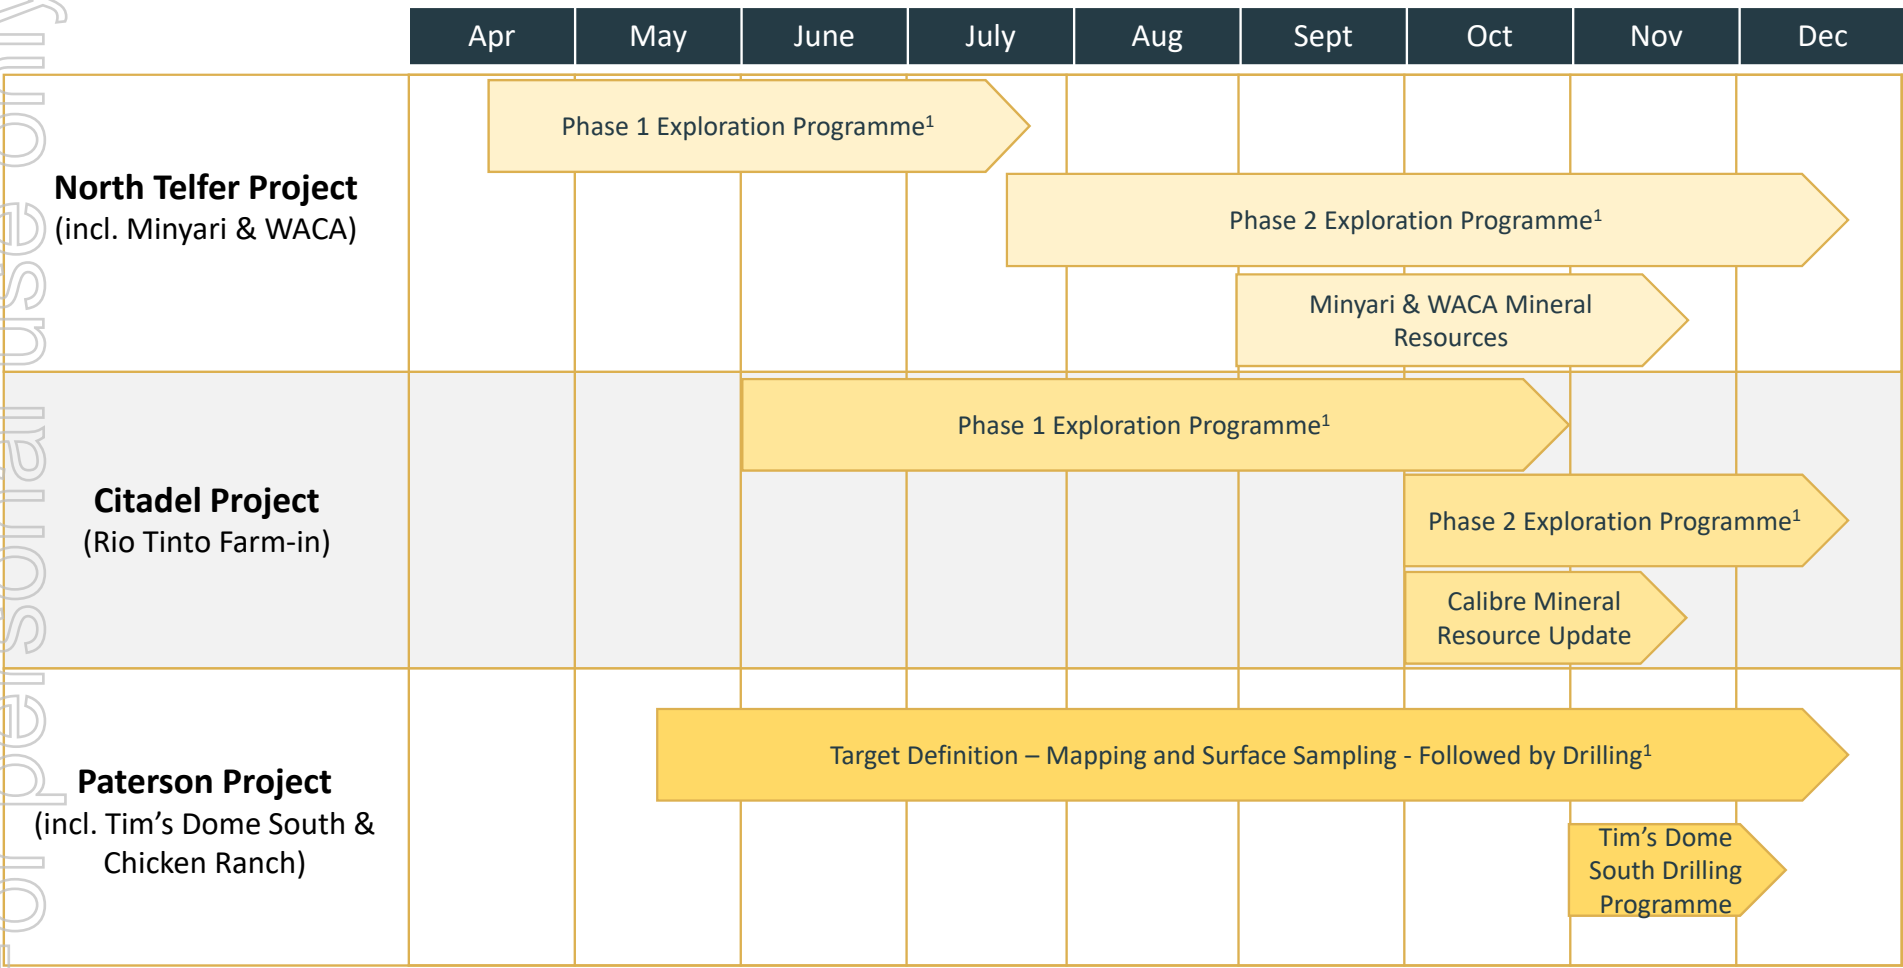 Apr May June July Aug Sept Oct Nov Dec
North Telfer Project
(incl. Minyari & WACA)
Phase 1 Exploration Programme¹
Phase 2 Exploration Programme¹
Minyari & WACA Mineral
Resources
Citadel Project
(Rio Tinto Farm-in)
Phase 1 Exploration Programme¹
Phase 2 Exploration Programme¹
Calibre Mineral
Resource Update
Paterson Project
(incl. Tim’s Dome South &
Chicken Ranch)
Target Definition – Mapping and Surface Sampling - Followed by Drilling¹
Tim’s Dome
South Drilling
Programme
or personal use only